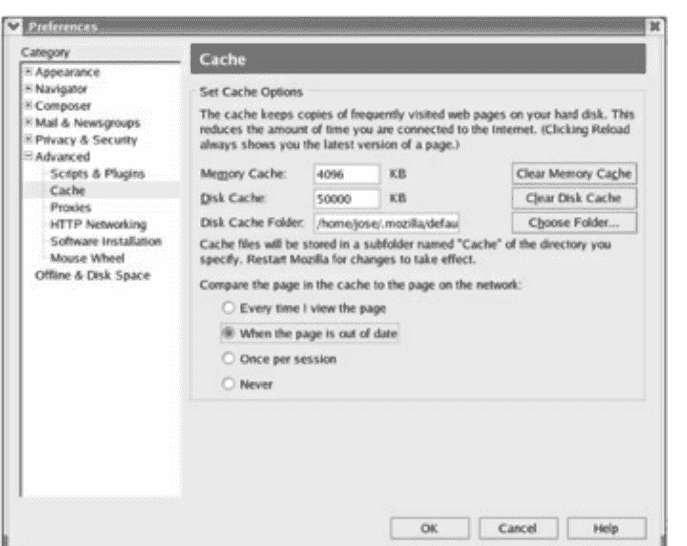 Preferences
Category
Appearance
Navigator
Composer
Mail & Newsgroups
Privacy & Security
Advanced
Scripts & Plugins
Cache
Proxies
HTTP Networking
Software Installation
Mouse Wheel
Offline & Disk Space
Cache
Set Cache Options
The cache keeps copies of frequently visited web pages on your hard disk. This
reduces the amount of time you are connected to the Internet. (Clicking Reload
always shows you the latest version of a page.)
Memory Cache: 4096 KB Clear Memory Cache
Disk Cache: 50000 KB Clear Disk Cache
Disk Cache Folder: /home/jose/.mozilla/defau Choose Folder...
Cache files will be stored in a subfolder named "Cache" of the directory you
specify. Restart Mozilla for changes to take effect.
Compare the page in the cache to the page on the network:
Every time I view the page
When the page is out of date
Once per session
Never
OK Cancel Help